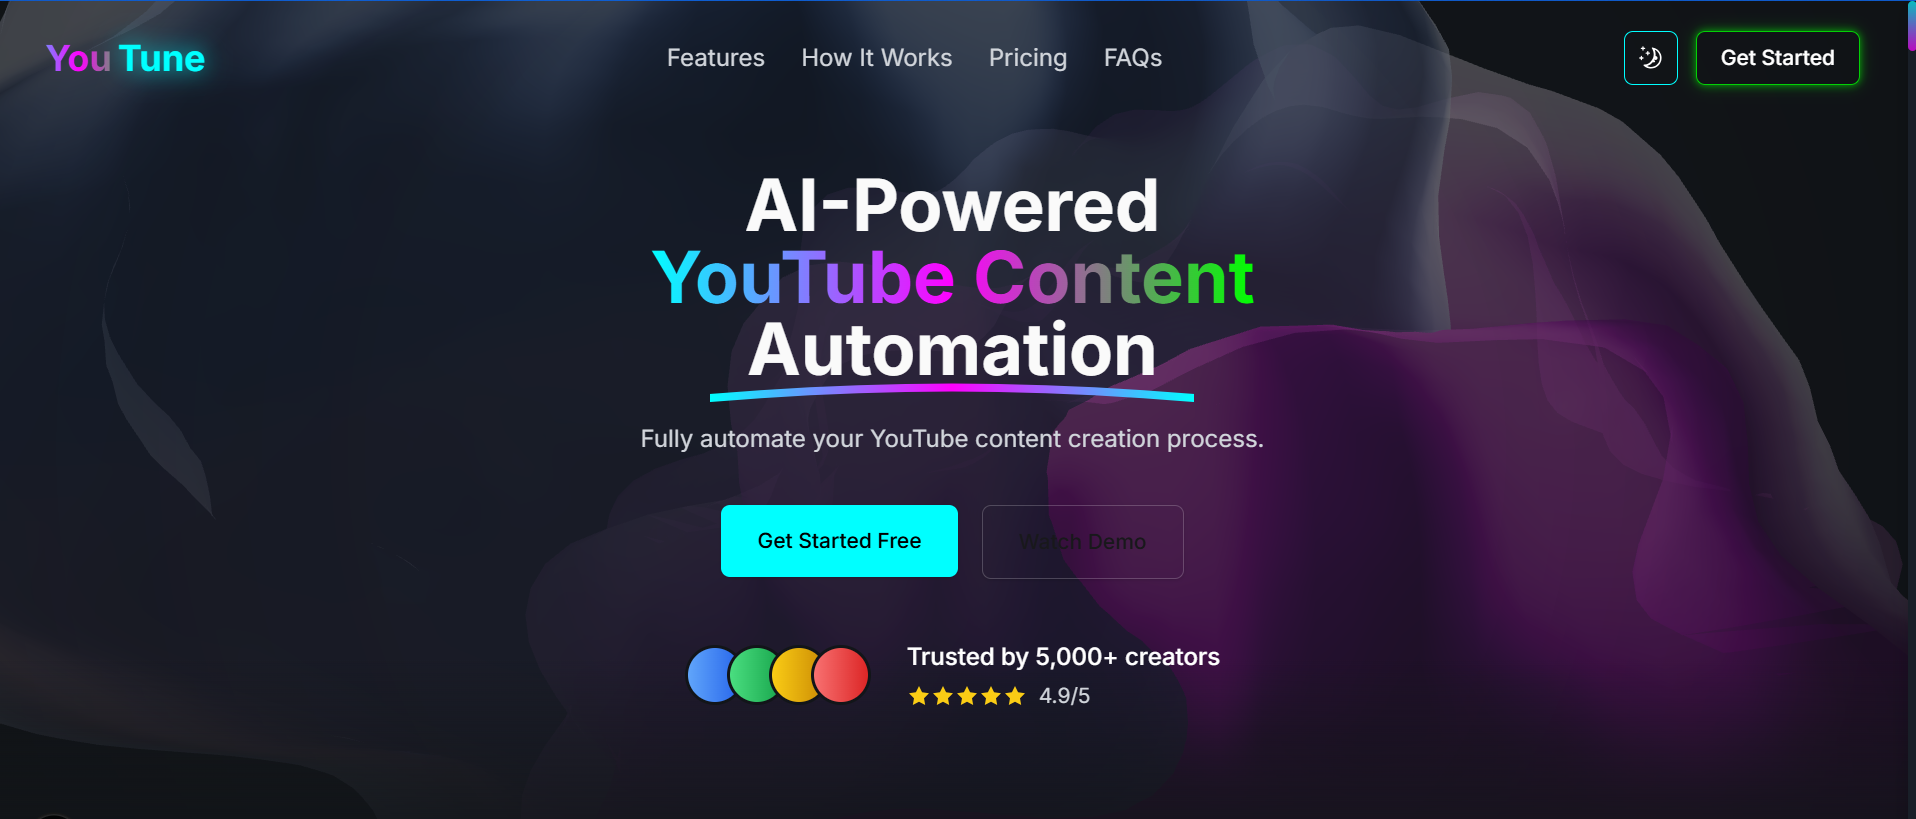 You Tune
Features
How It Works
Pricing
FAQs
Get Started
AI-Powered
YouTube Content
Automation
Fully automate your YouTube content creation process.
Get Started Free
Watch Demo
Trusted by 5,000+ creators
4.9/5